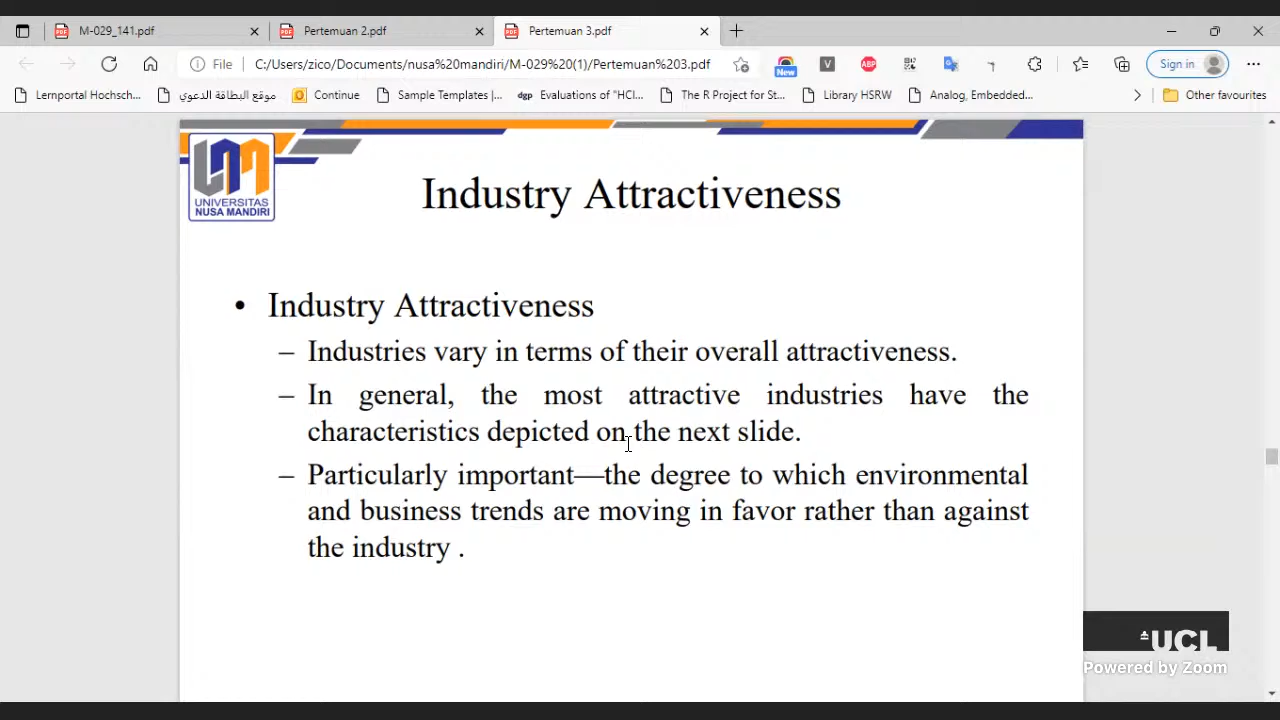 M-029_141.pdf
Pertemuan 2.pdf
Pertemuan 3.pdf
File
C:/Users/zico/Documents/nusa%20mandiri/M-029%20(1)/Pertemuan%203.pdf
New
V
ABP
Sign in
Lernportal Hochsch...
موقع البطاقة الدعوي
Continue
Sample Templates |...
dgp Evaluations of "HCI...
The R Project for St...
Library HSRW
Analog, Embedded...
Other favourites
UNIVERSITAS
NUSA MANDIRI
Industry Attractiveness
• Industry Attractiveness
– Industries vary in terms of their overall attractiveness.
– In general, the most attractive industries have the
characteristics depicted on the next slide.
– Particularly important—the degree to which environmental
and business trends are moving in favor rather than against
the industry .
UCL
Powered by Zoom